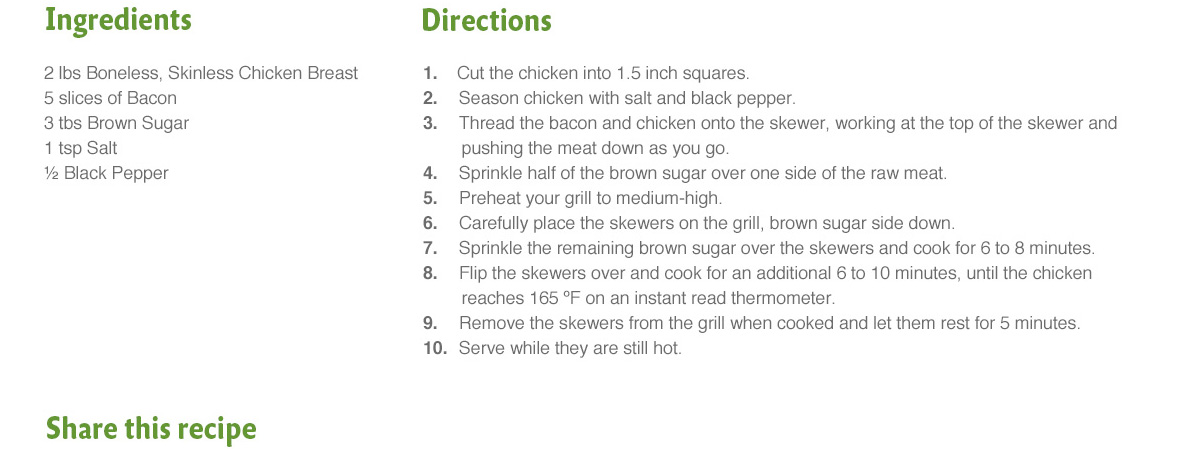 Ingredients
2 lbs Boneless, Skinless Chicken Breast
5 slices of Bacon
3 tbs Brown Sugar
1 tsp Salt
½ Black Pepper
Directions
1. Cut the chicken into 1.5 inch squares.
2. Season chicken with salt and black pepper.
3. Thread the bacon and chicken onto the skewer, working at the top of the skewer and
pushing the meat down as you go.
4. Sprinkle half of the brown sugar over one side of the raw meat.
5. Preheat your grill to medium-high.
6. Carefully place the skewers on the grill, brown sugar side down.
7. Sprinkle the remaining brown sugar over the skewers and cook for 6 to 8 minutes.
8. Flip the skewers over and cook for an additional 6 to 10 minutes, until the chicken
reaches 165 ºF on an instant read thermometer.
9. Remove the skewers from the grill when cooked and let them rest for 5 minutes.
10. Serve while they are still hot.
Share this recipe